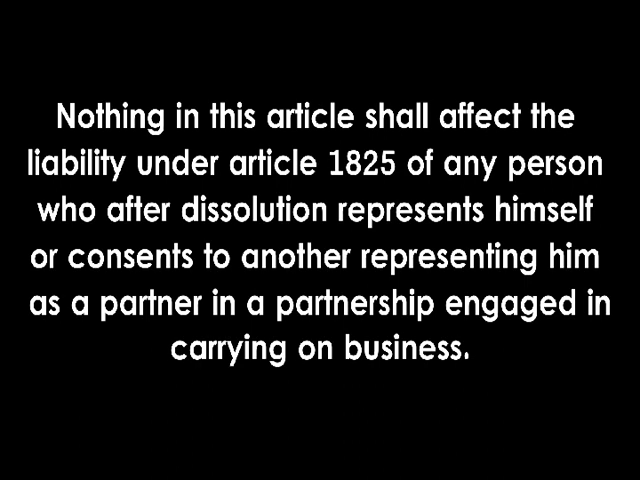 Nothing in this article shall affect the
liability under article 1825 of any person
who after dissolution represents himself
or consents to another representing him
as a partner in a partnership engaged in
carrying on business.